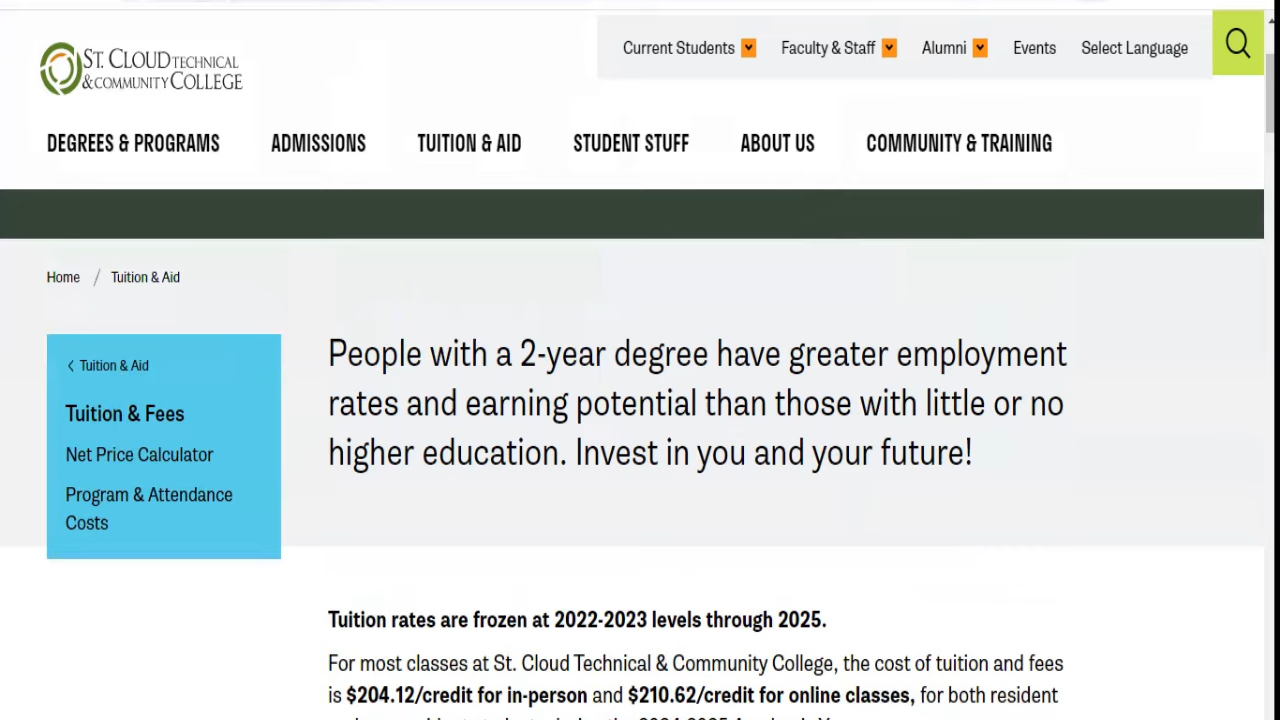 Current Students
Faculty & Staff
Alumni
Events
Select Language
ST. CLOUD TECHNICAL
& COMMUNITY COLLEGE
DEGREES & PROGRAMS
ADMISSIONS
TUITION & AID
STUDENT STUFF
ABOUT US
COMMUNITY & TRAINING
Home / Tuition & Aid
< Tuition & Aid
Tuition & Fees
Net Price Calculator
Program & Attendance
Costs
People with a 2-year degree have greater employment
rates and earning potential than those with little or no
higher education. Invest in you and your future!
Tuition rates are frozen at 2022-2023 levels through 2025.
For most classes at St. Cloud Technical & Community College, the cost of tuition and fees
is $204.12/credit for in-person and $210.62/credit for online classes, for both resident